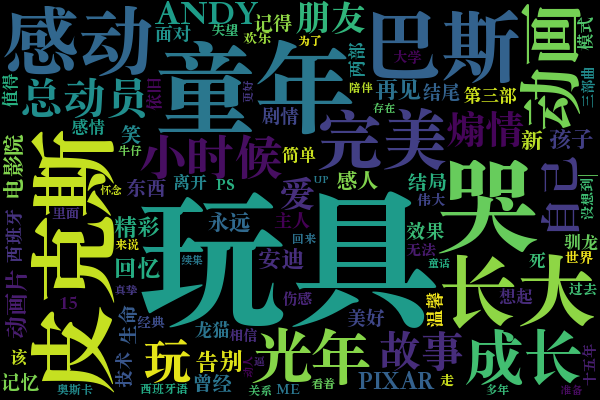 感动
ANDY
面对
失望
欢乐
记得
为了
朋友
两部
大学
巴斯
动画
模式
三部曲
值得
总动员
依旧
童年
剧情
陪伴
存在
再见
结尾
第三部
更好
感情
笑
牛仔
完美
煽情
新
孩子
电影院
皮克斯
怀念
小时候
简单
东西
离开
PS
爱
UP
感人
结局
伟大
哭
自己
设想到
里面
西班牙
精彩
来说
玩具
永远
主人
回来
效果
无法
驯龙
世界
回忆
续集
安迪
童话
死
长大
过去
动画片
真挚
15
经典
伤感
美好
温馨
想起
生命
技术
龙猫
相信
光年
故事
成长
十五年
该
记忆
玩
告别
曾经
奥斯卡
西班牙语
关系
ME
看着
PIXAR
走
多年
准备